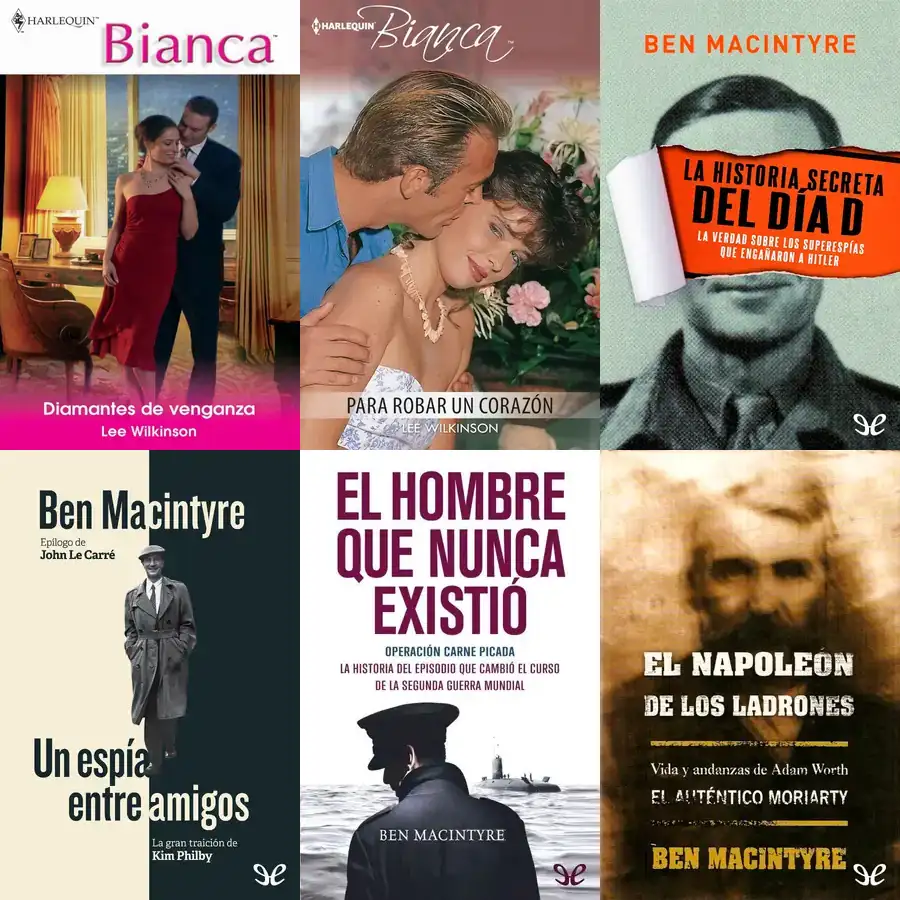 HARLEQUIN™
Bianca™
Diamantes de venganza
Lee Wilkinson
HARLEQUIN™
Bianca™
PARA ROBAR UN CORAZÓN
LEE WILKINSON
BEN MACINTYRE
LA HISTORIA SECRETA
DEL DÍA D
LA VERDAD SOBRE LOS SUPERESPÍAS
QUE ENGAÑARON A HITLER
Ben Macintyre
Epílogo de
John Le Carré
Un espía
entre amigos
La gran traición de
Kim Philby
EL HOMBRE
QUE NUNCA
EXISTIÓ
OPERACIÓN CARNE PICADA
LA HISTORIA DEL EPISODIO QUE CAMBIÓ EL CURSO
DE LA SEGUNDA GUERRA MUNDIAL
BEN MACINTYRE
EL NAPOLEÓN
DE LOS LADRONES
Vida y andanzas de Adam Worth
EL AUTÉNTICO MORIARTY
BEN MACINTYRE